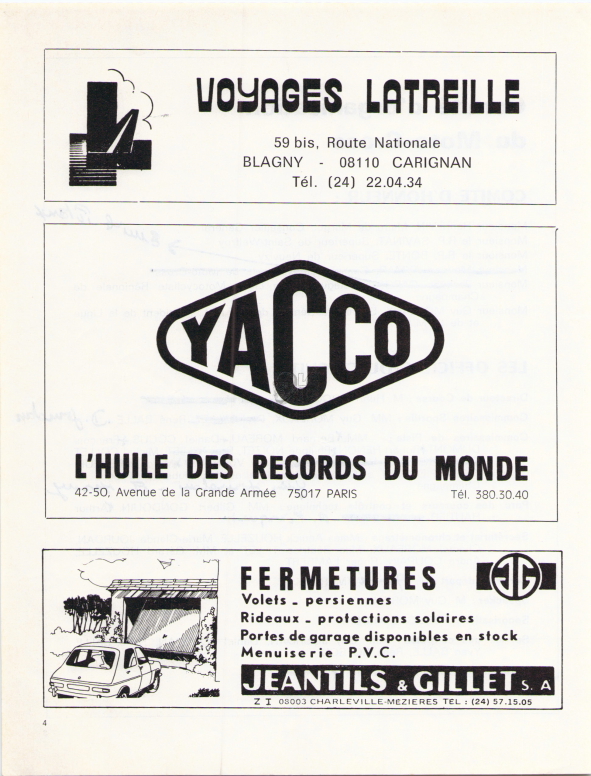 VOYAGES LATREILLE
59 bis, Route Nationale
BLAGNY - 08110 CARIGNAN
Tél. (24) 22.04.34
YACCO
L'HUILE DES RECORDS DU MONDE
42-50, Avenue de la Grande Armée 75017 PARIS Tél. 380.30.40
FERMETURES
JG
Volets - persiennes
Rideaux - protections solaires
Portes de garage disponibles en stock
Menuiserie P.V.C.
JEANTILS & GILLET S. A
Z I 08003 CHARLEVILLE-MEZIERES TEL : (24) 57.15.05
4